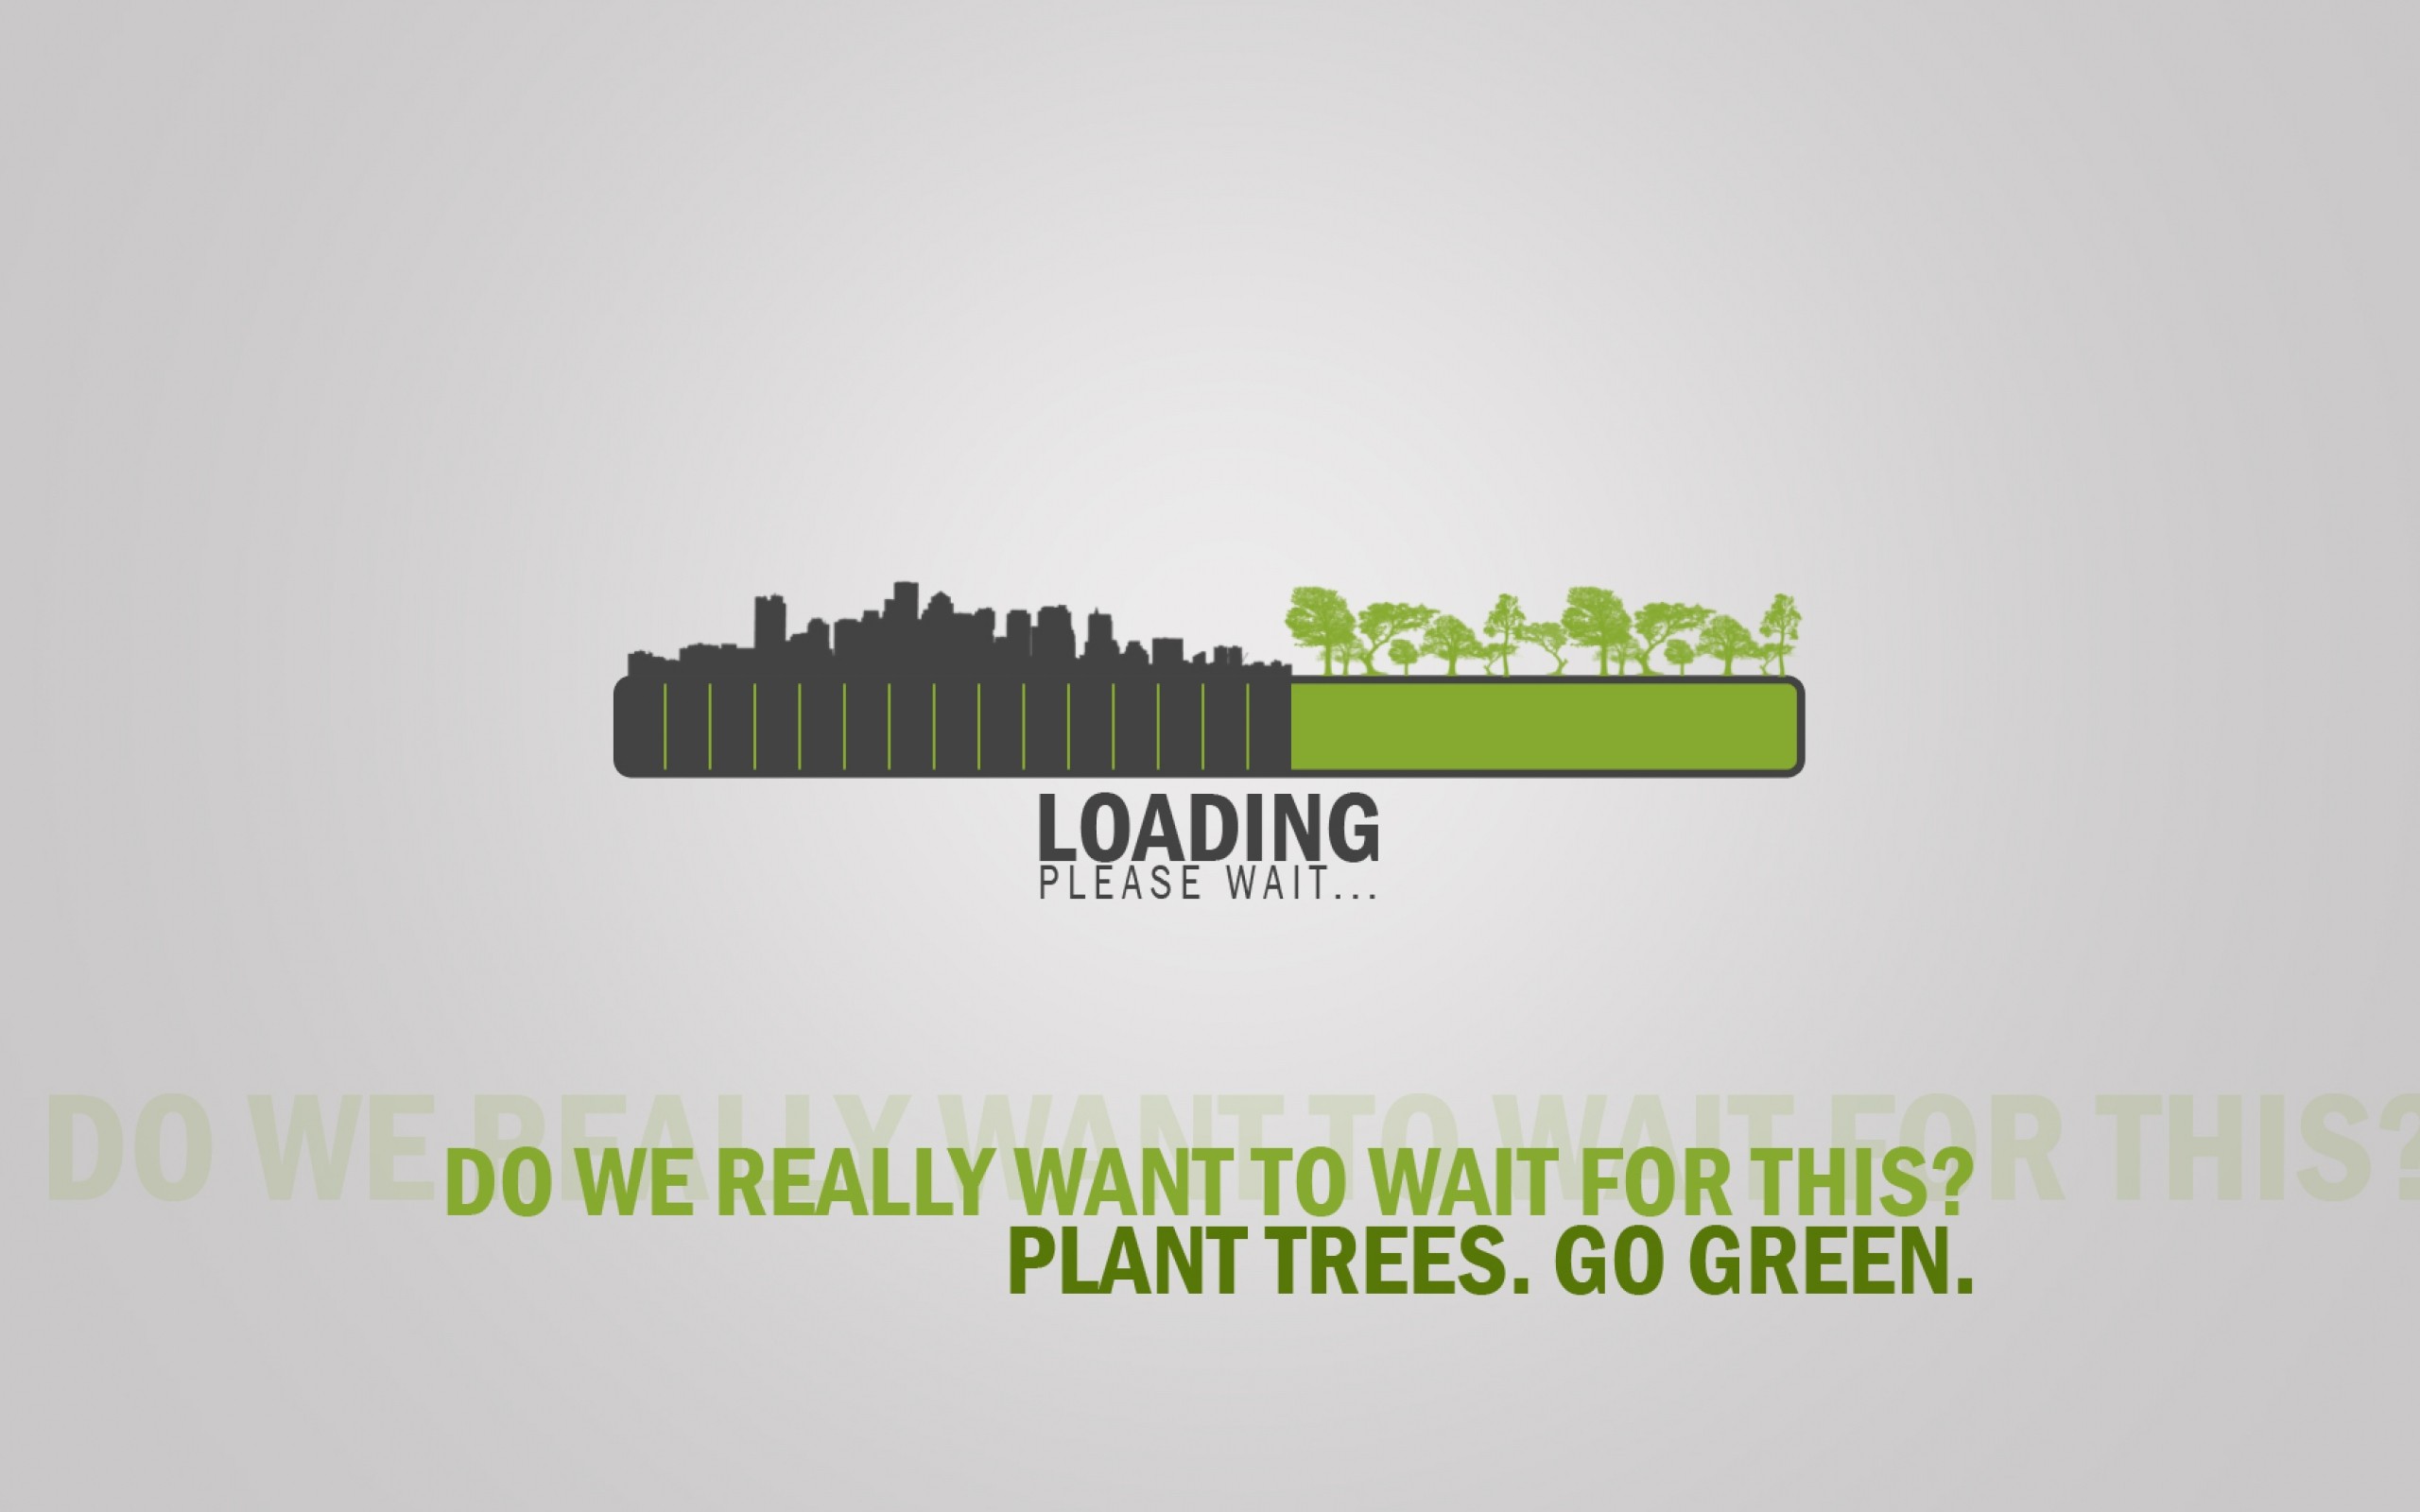 LOADING
PLEASE WAIT...
DO WE REALLY WANT TO WAIT FOR THIS?
DO WE REALLY WANT TO WAIT FOR THIS?
PLANT TREES. GO GREEN.